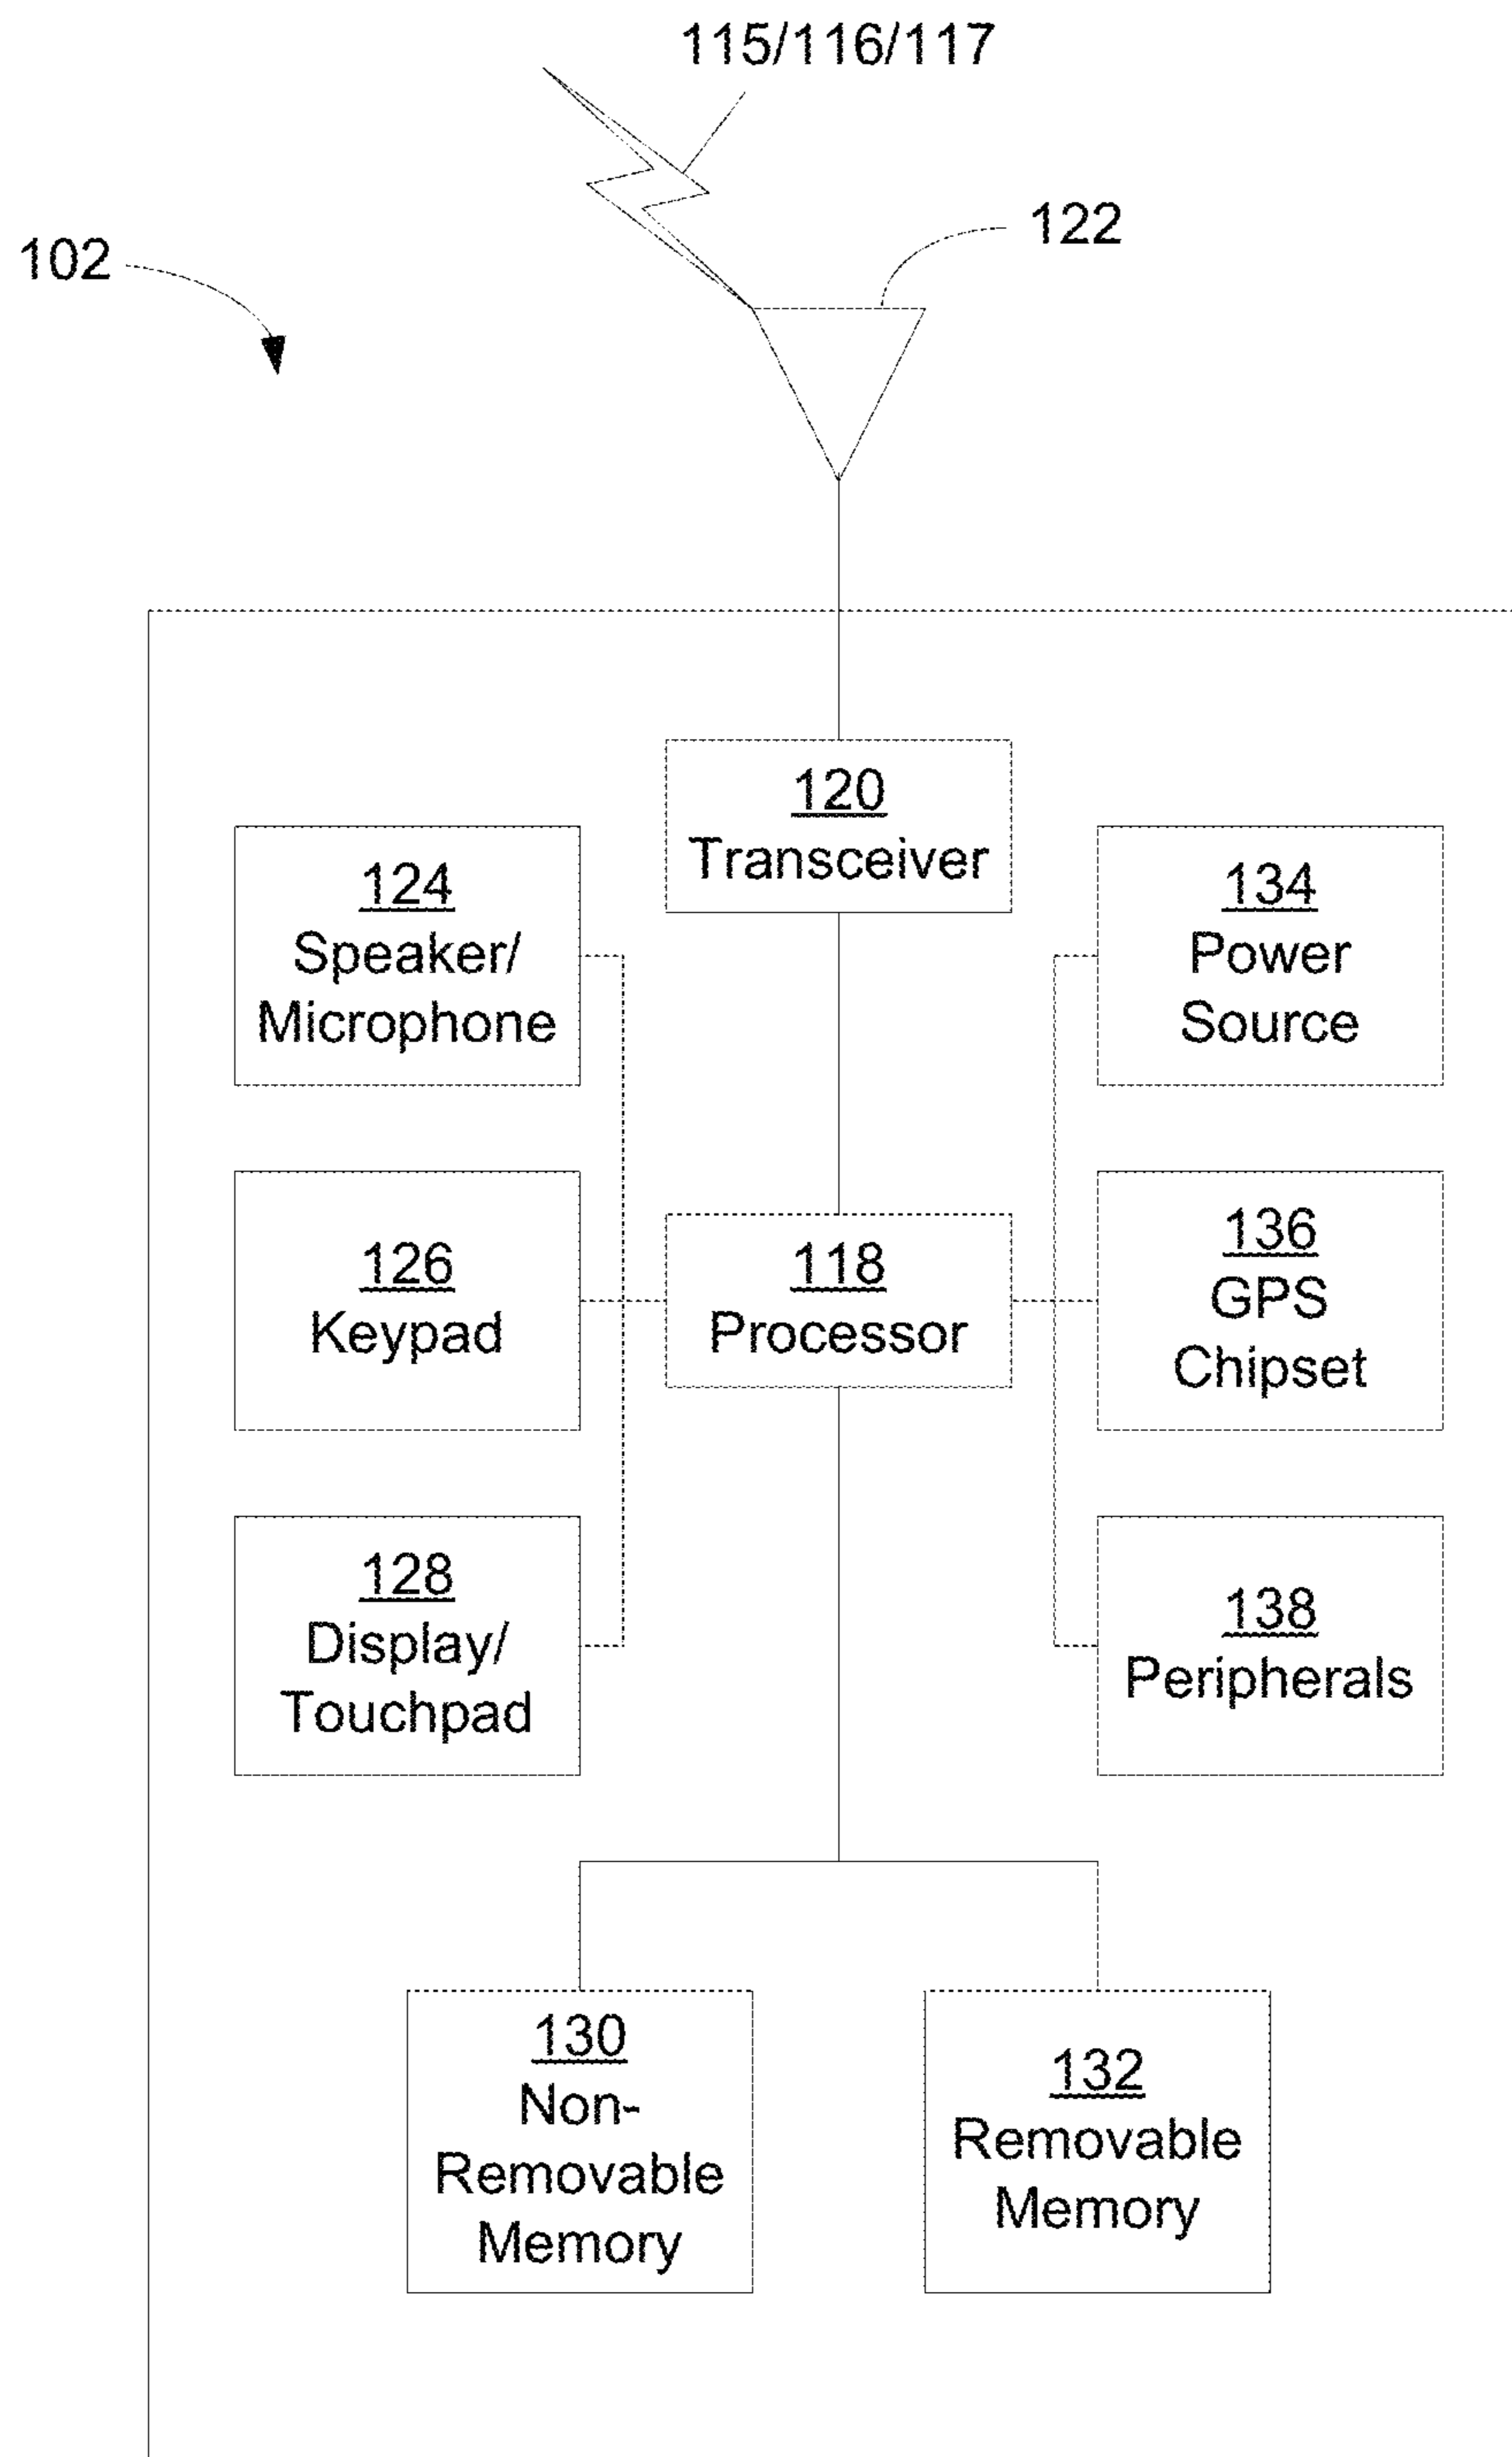 115/116/117
122
102
120
Transceiver
124
Speaker/
Microphone
134
Power
Source
126
Keypad
118
Processor
136
GPS
Chipset
128
Display/
Touchpad
138
Peripherals
130
Non-
Removable
Memory
132
Removable
Memory